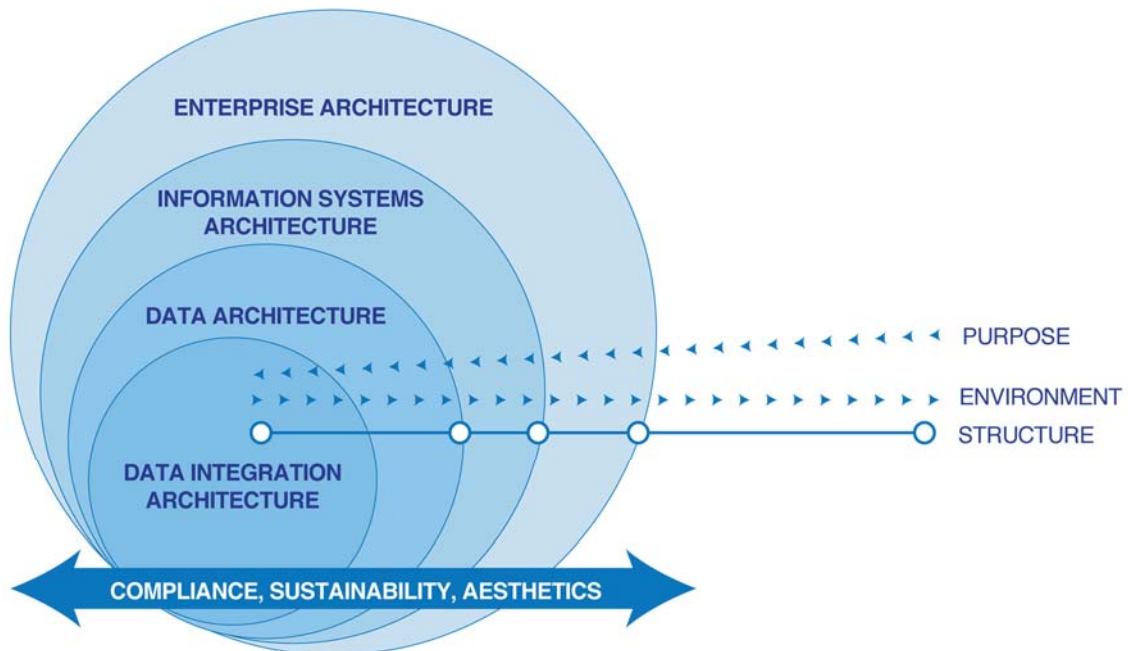 ENTERPRISE ARCHITECTURE
INFORMATION SYSTEMS
ARCHITECTURE
DATA ARCHITECTURE
PURPOSE
ENVIRONMENT
STRUCTURE
DATA INTEGRATION
ARCHITECTURE
COMPLIANCE, SUSTAINABILITY, AESTHETICS